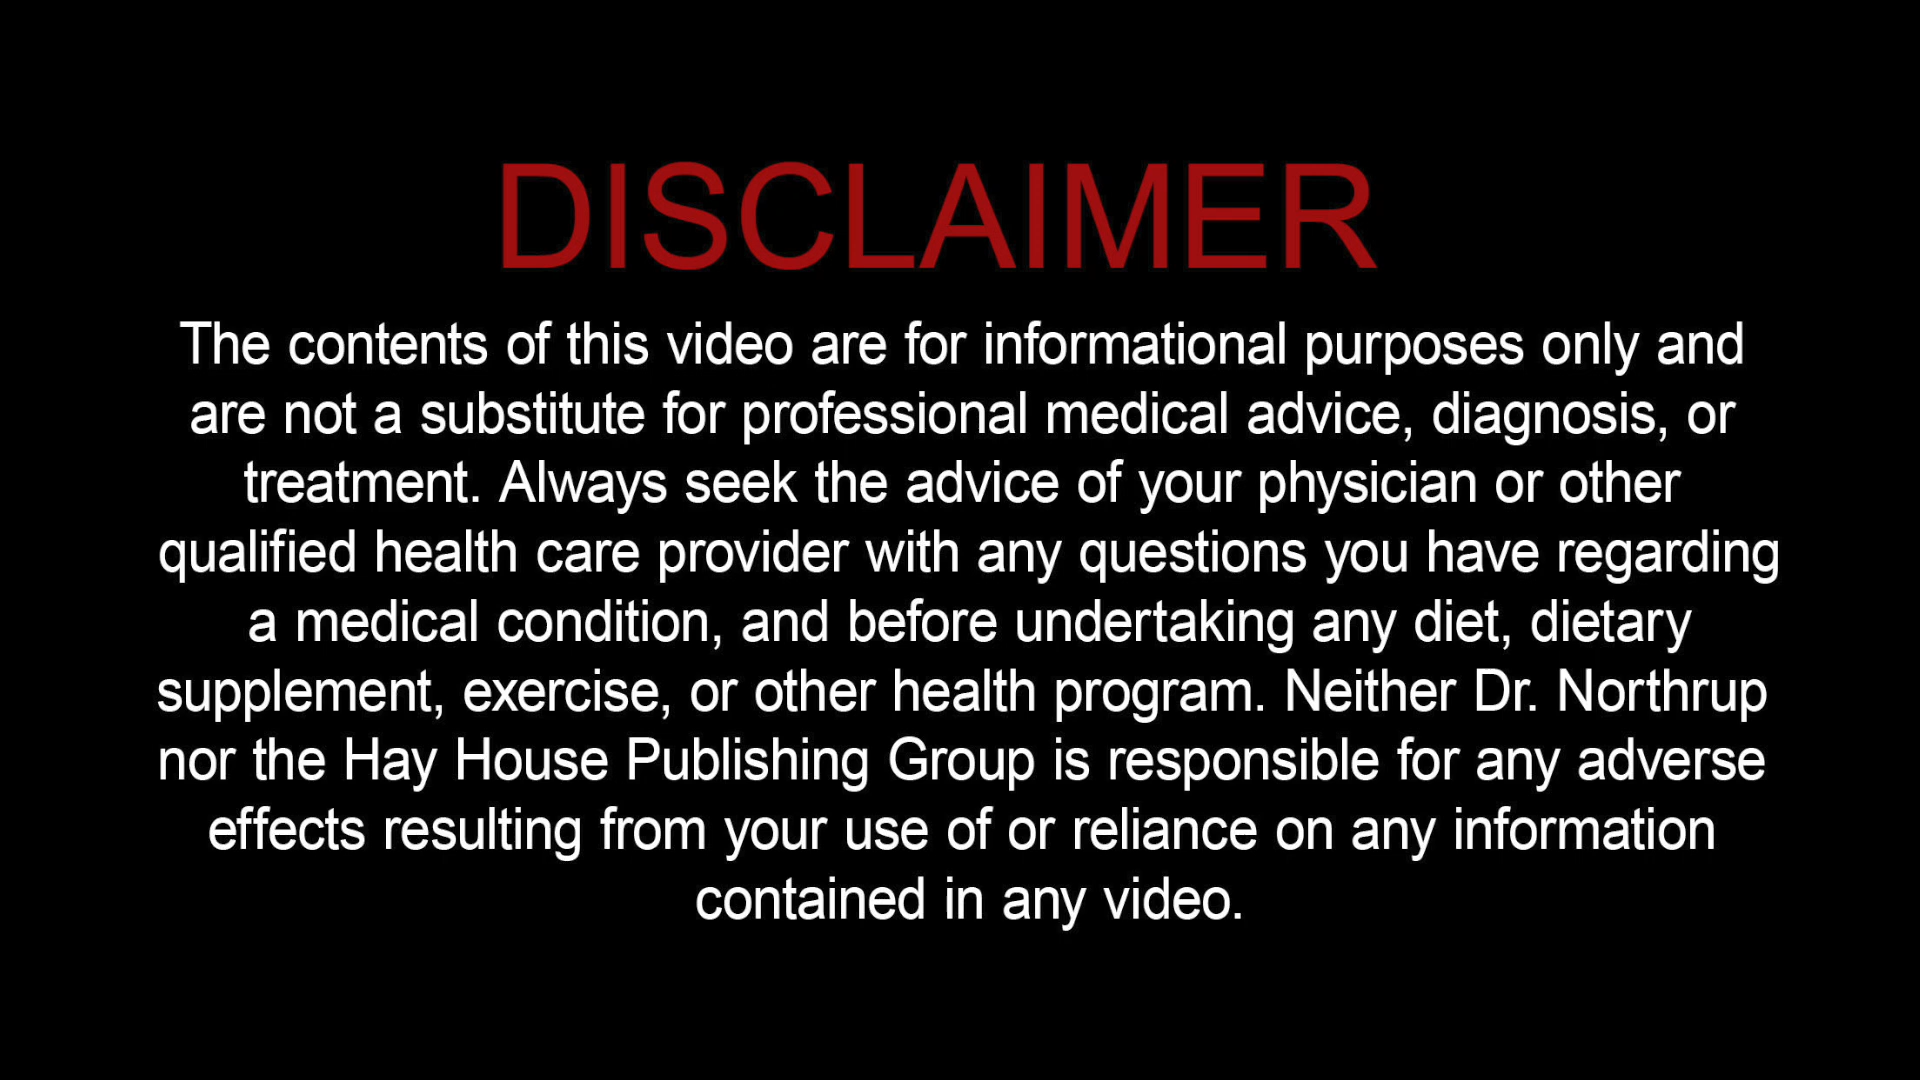 DISCLAIMER
The contents of this video are for informational purposes only and
are not a substitute for professional medical advice, diagnosis, or
treatment. Always seek the advice of your physician or other
qualified health care provider with any questions you have regarding
a medical condition, and before undertaking any diet, dietary
supplement, exercise, or other health program. Neither Dr. Northrup
nor the Hay House Publishing Group is responsible for any adverse
effects resulting from your use of or reliance on any information
contained in any video.